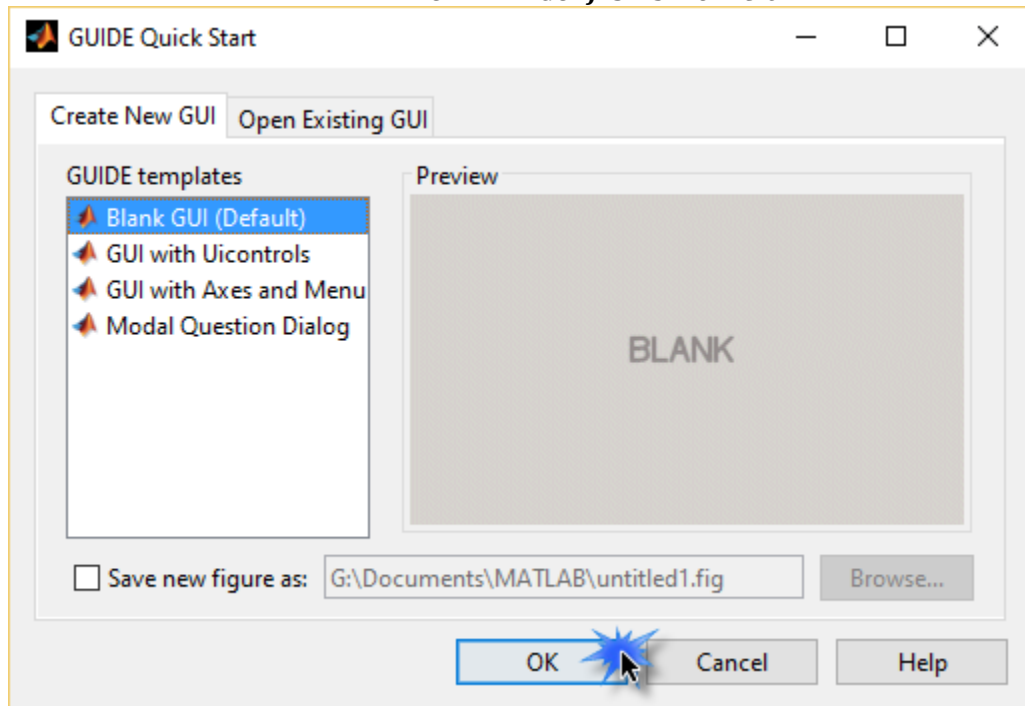 GUIDE Quick Start
Create New GUI Open Existing GUI
GUIDE templates
Blank GUI (Default)
GUI with Uicontrols
GUI with Axes and Menu
Modal Question Dialog
Preview
BLANK
Save new figure as: G:\Documents\MATLAB\untitled1.fig Browse...
OK Cancel Help